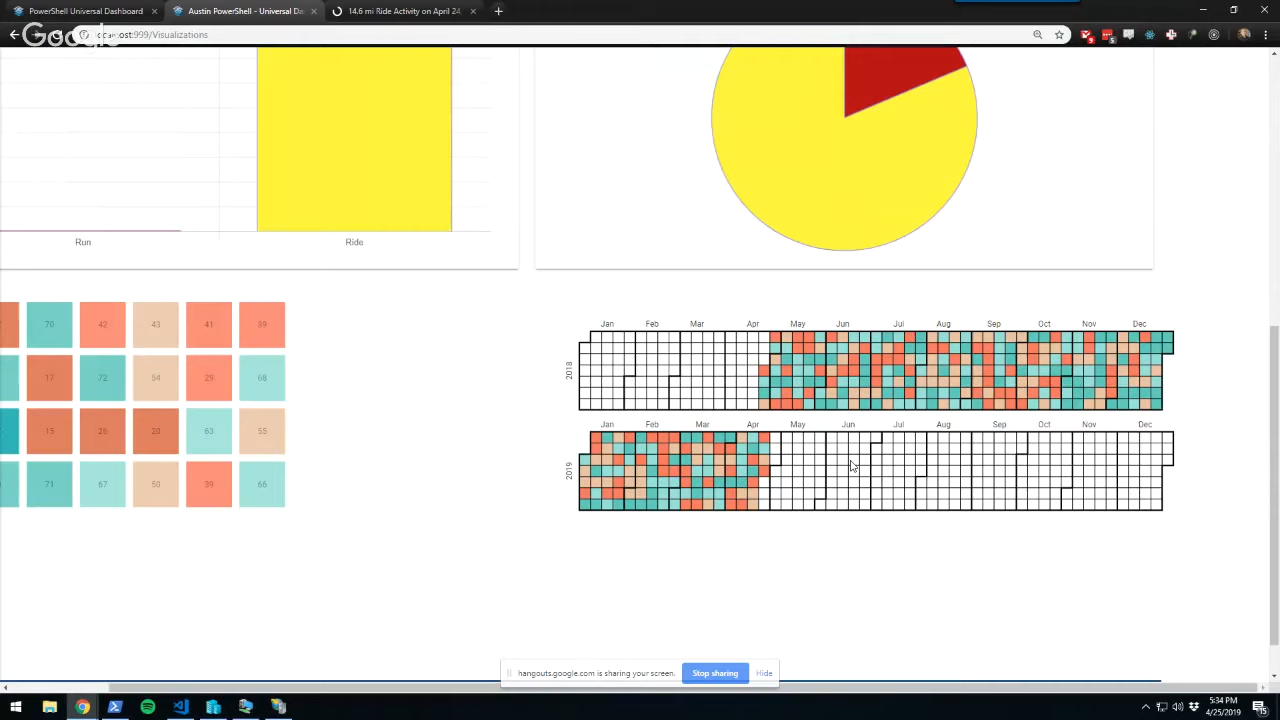 PowerShell Universal Dashboard
Austin PowerShell - Universal Da
14.6 mi Ride Activity on April 24,
Google
:999/Visualizations
Run
Ride
70 42 43 41 39
17 72 54 29 68
15 26 20 63 55
71 67 50 39 66
Jan Feb Mar Apr May Jun Jul Aug Sep Oct Nov Dec
2018
Jan Feb Mar Apr May Jun Jul Aug Sep Oct Nov Dec
2019
hangouts.google.com is sharing your screen.
Stop sharing
Hide
5:34 PM
4/25/2019